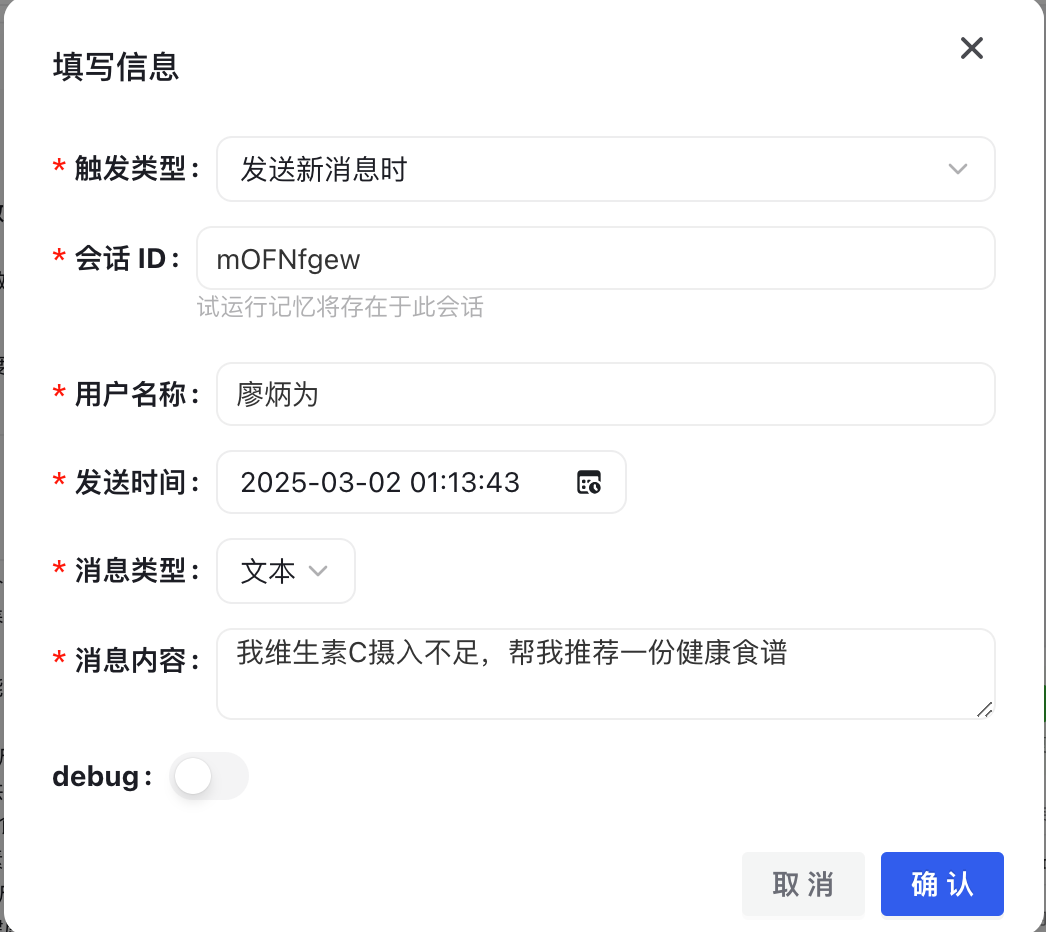 填写信息
* 触发类型: 发送新消息时
* 会话 ID: mOFNfgew
试运行记忆将存在于此会话
* 用户名称: 廖炳为
* 发送时间: 2025-03-02 01:13:43
* 消息类型: 文本
* 消息内容: 我维生素C摄入不足，帮我推荐一份健康食谱
debug:
取 消 确 认